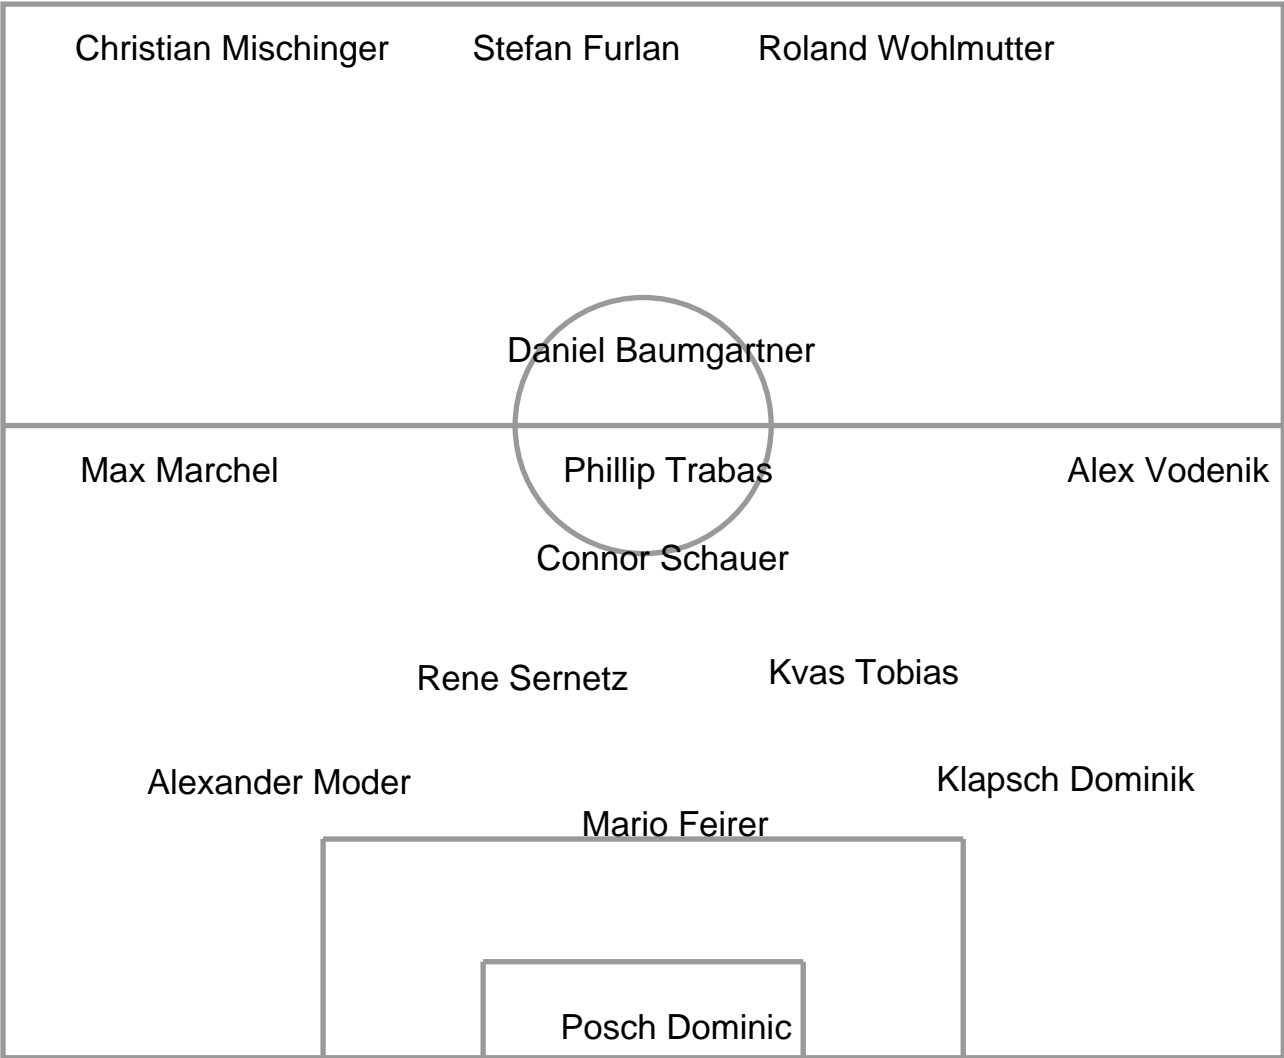 Christian Mischinger Stefan Furlan Roland Wohlmutter
Daniel Baumgartner
Max Marchel Phillip Trabas Alex Vodenik
Connor Schauer
Rene Sernetz Kvas Tobias
Alexander Moder Klapsch Dominik
Mario Feirer
Posch Dominic